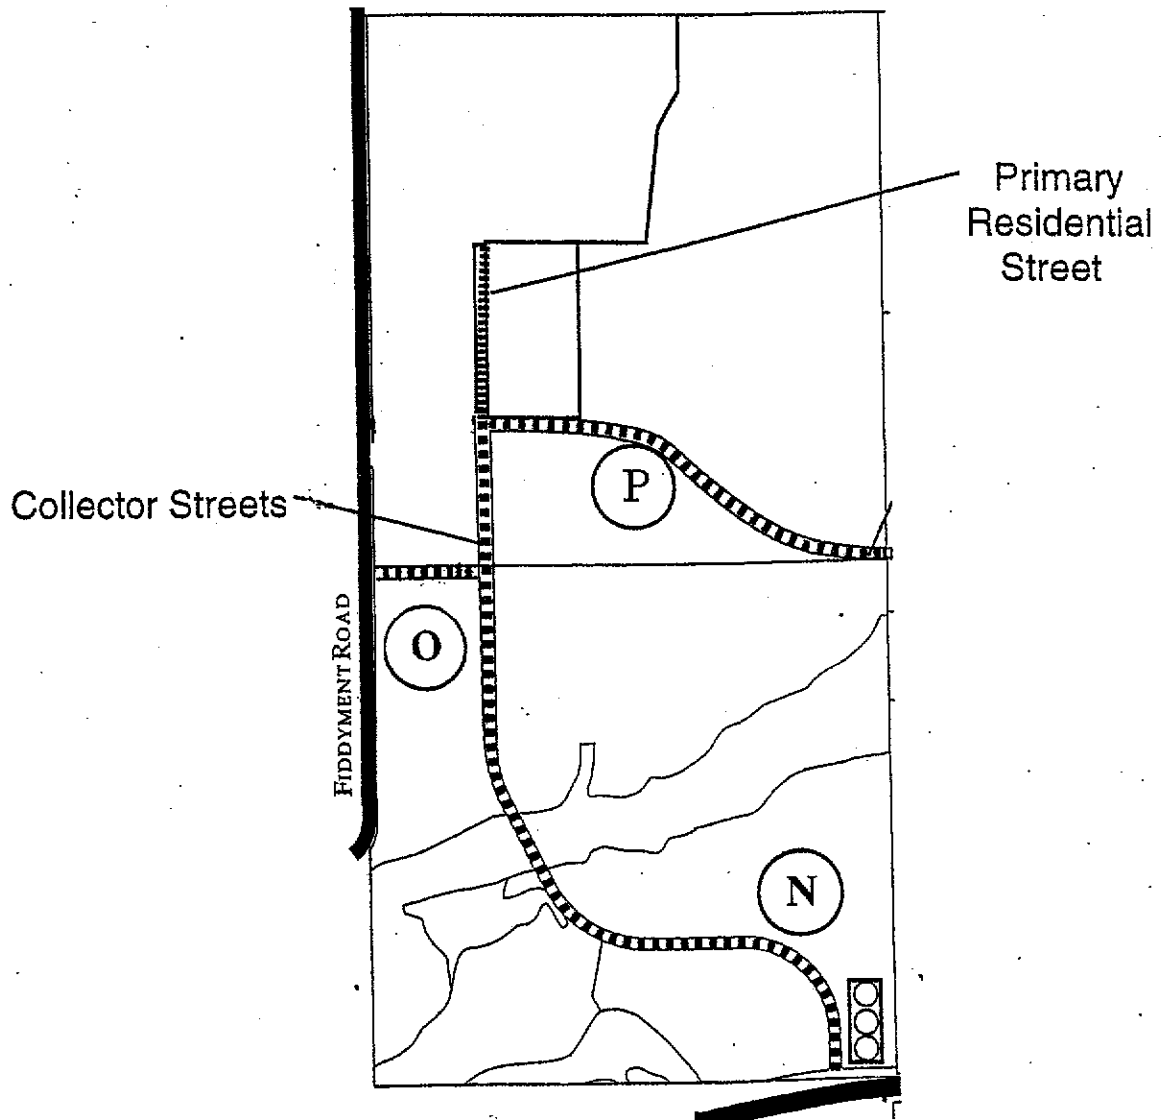 Primary
Residential
Street
P
Collector Streets
O
FIDDYMENT ROAD
N